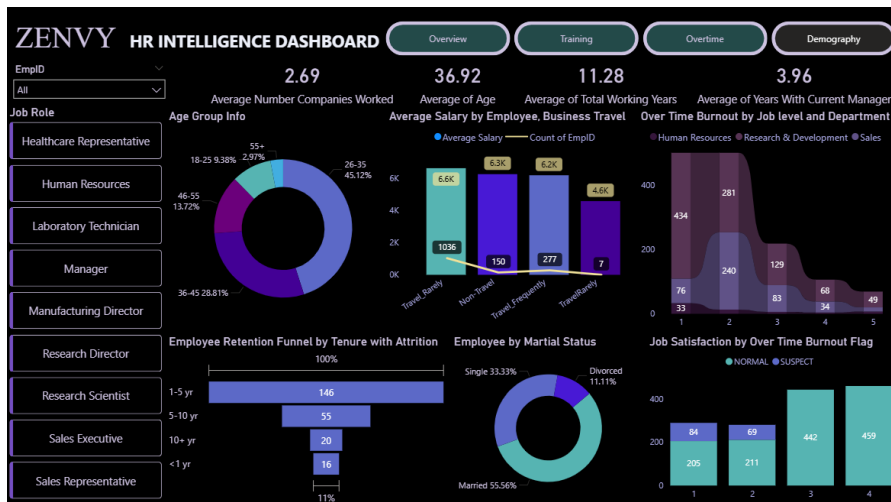 ZENVY HR INTELLIGENCE DASHBOARD
Overview
Training
Overtime
Demography
EmpID
All
2.69
Average Number Companies Worked
36.92
Average of Age
11.28
Average of Total Working Years
3.96
Average of Years With Current Manager
Job Role
Healthcare Representative
Human Resources
Laboratory Technician
Manager
Manufacturing Director
Research Director
Research Scientist
Sales Executive
Sales Representative
Age Group Info
55+
2.97%
18-25 9.38%
26-35
45.12%
46-55
13.72%
36-45 28.81%
Average Salary by Employee, Business Travel
Average Salary
Count of EmpID
6K
4K
2K
0K
6.6K
6.3K
6.2K
4.6K
1036
150
277
7
Travel_Rarely
Non-Travel
Travel_Frequently
TravelRarely
Over Time Burnout by Job level and Department
Human Resources
Research & Development
Sales
400
200
0
434
76
33
281
240
129
83
68
34
49
1
2
3
4
5
Employee Retention Funnel by Tenure with Attrition
100%
1-5 yr
146
5-10 yr
55
10+ yr
20
<1 yr
16
11%
Employee by Martial Status
Single 33.33%
Divorced
11.11%
Married 55.56%
Job Satisfaction by Over Time Burnout Flag
NORMAL
SUSPECT
400
200
0
84
205
69
211
442
459
1
2
3
4